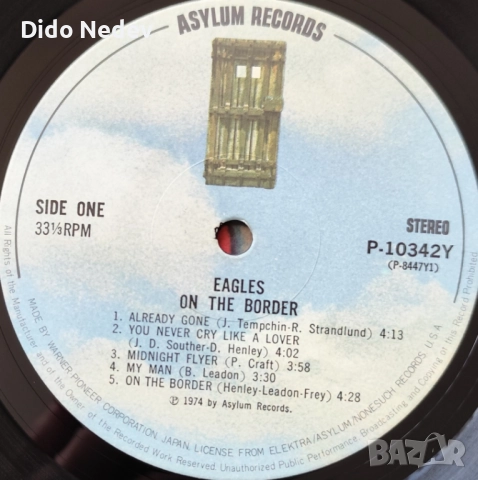 Dido Nedev
ASYLUM RECORDS
SIDE ONE
33⅓RPM
STEREO
P-10342Y
(P-8447Y1)
EAGLES
ON THE BORDER
1. ALREADY GONE (J. Tempchin-R. Strandlund) 4:13
2. YOU NEVER CRY LIKE A LOVER
(J. D. Souther-D. Henley) 4:02
3. MIDNIGHT FLYER (P. Craft) 3:58
4. MY MAN (B. Leadon) 3:30
5. ON THE BORDER (Henley-Leadon-Frey) 4:28
Ⓟ 1974 by Asylum Records.
MADE BY WARNER-PIONEER CORPORATION, JAPAN, LICENSE FROM ELEKTRA/ASYLUM/NONESUCH RECORDS U.S.A.
All Rights of the Manufacturer and of the Owner of the Recorded Work Reserved Unauthorized Public Performance, Broadcasting and Copying of this Record Prohibited
BAZAR
bg